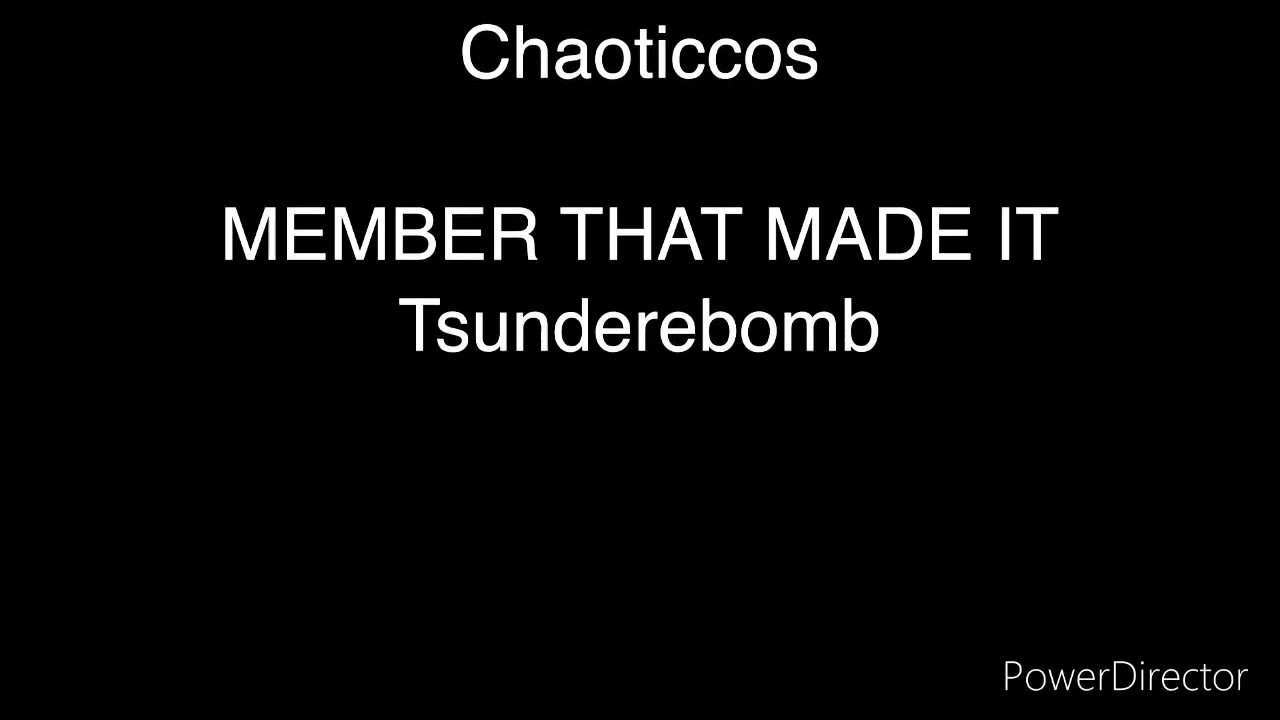 Chaoticcos
MEMBER THAT MADE IT
Tsunderebomb
PowerDirector